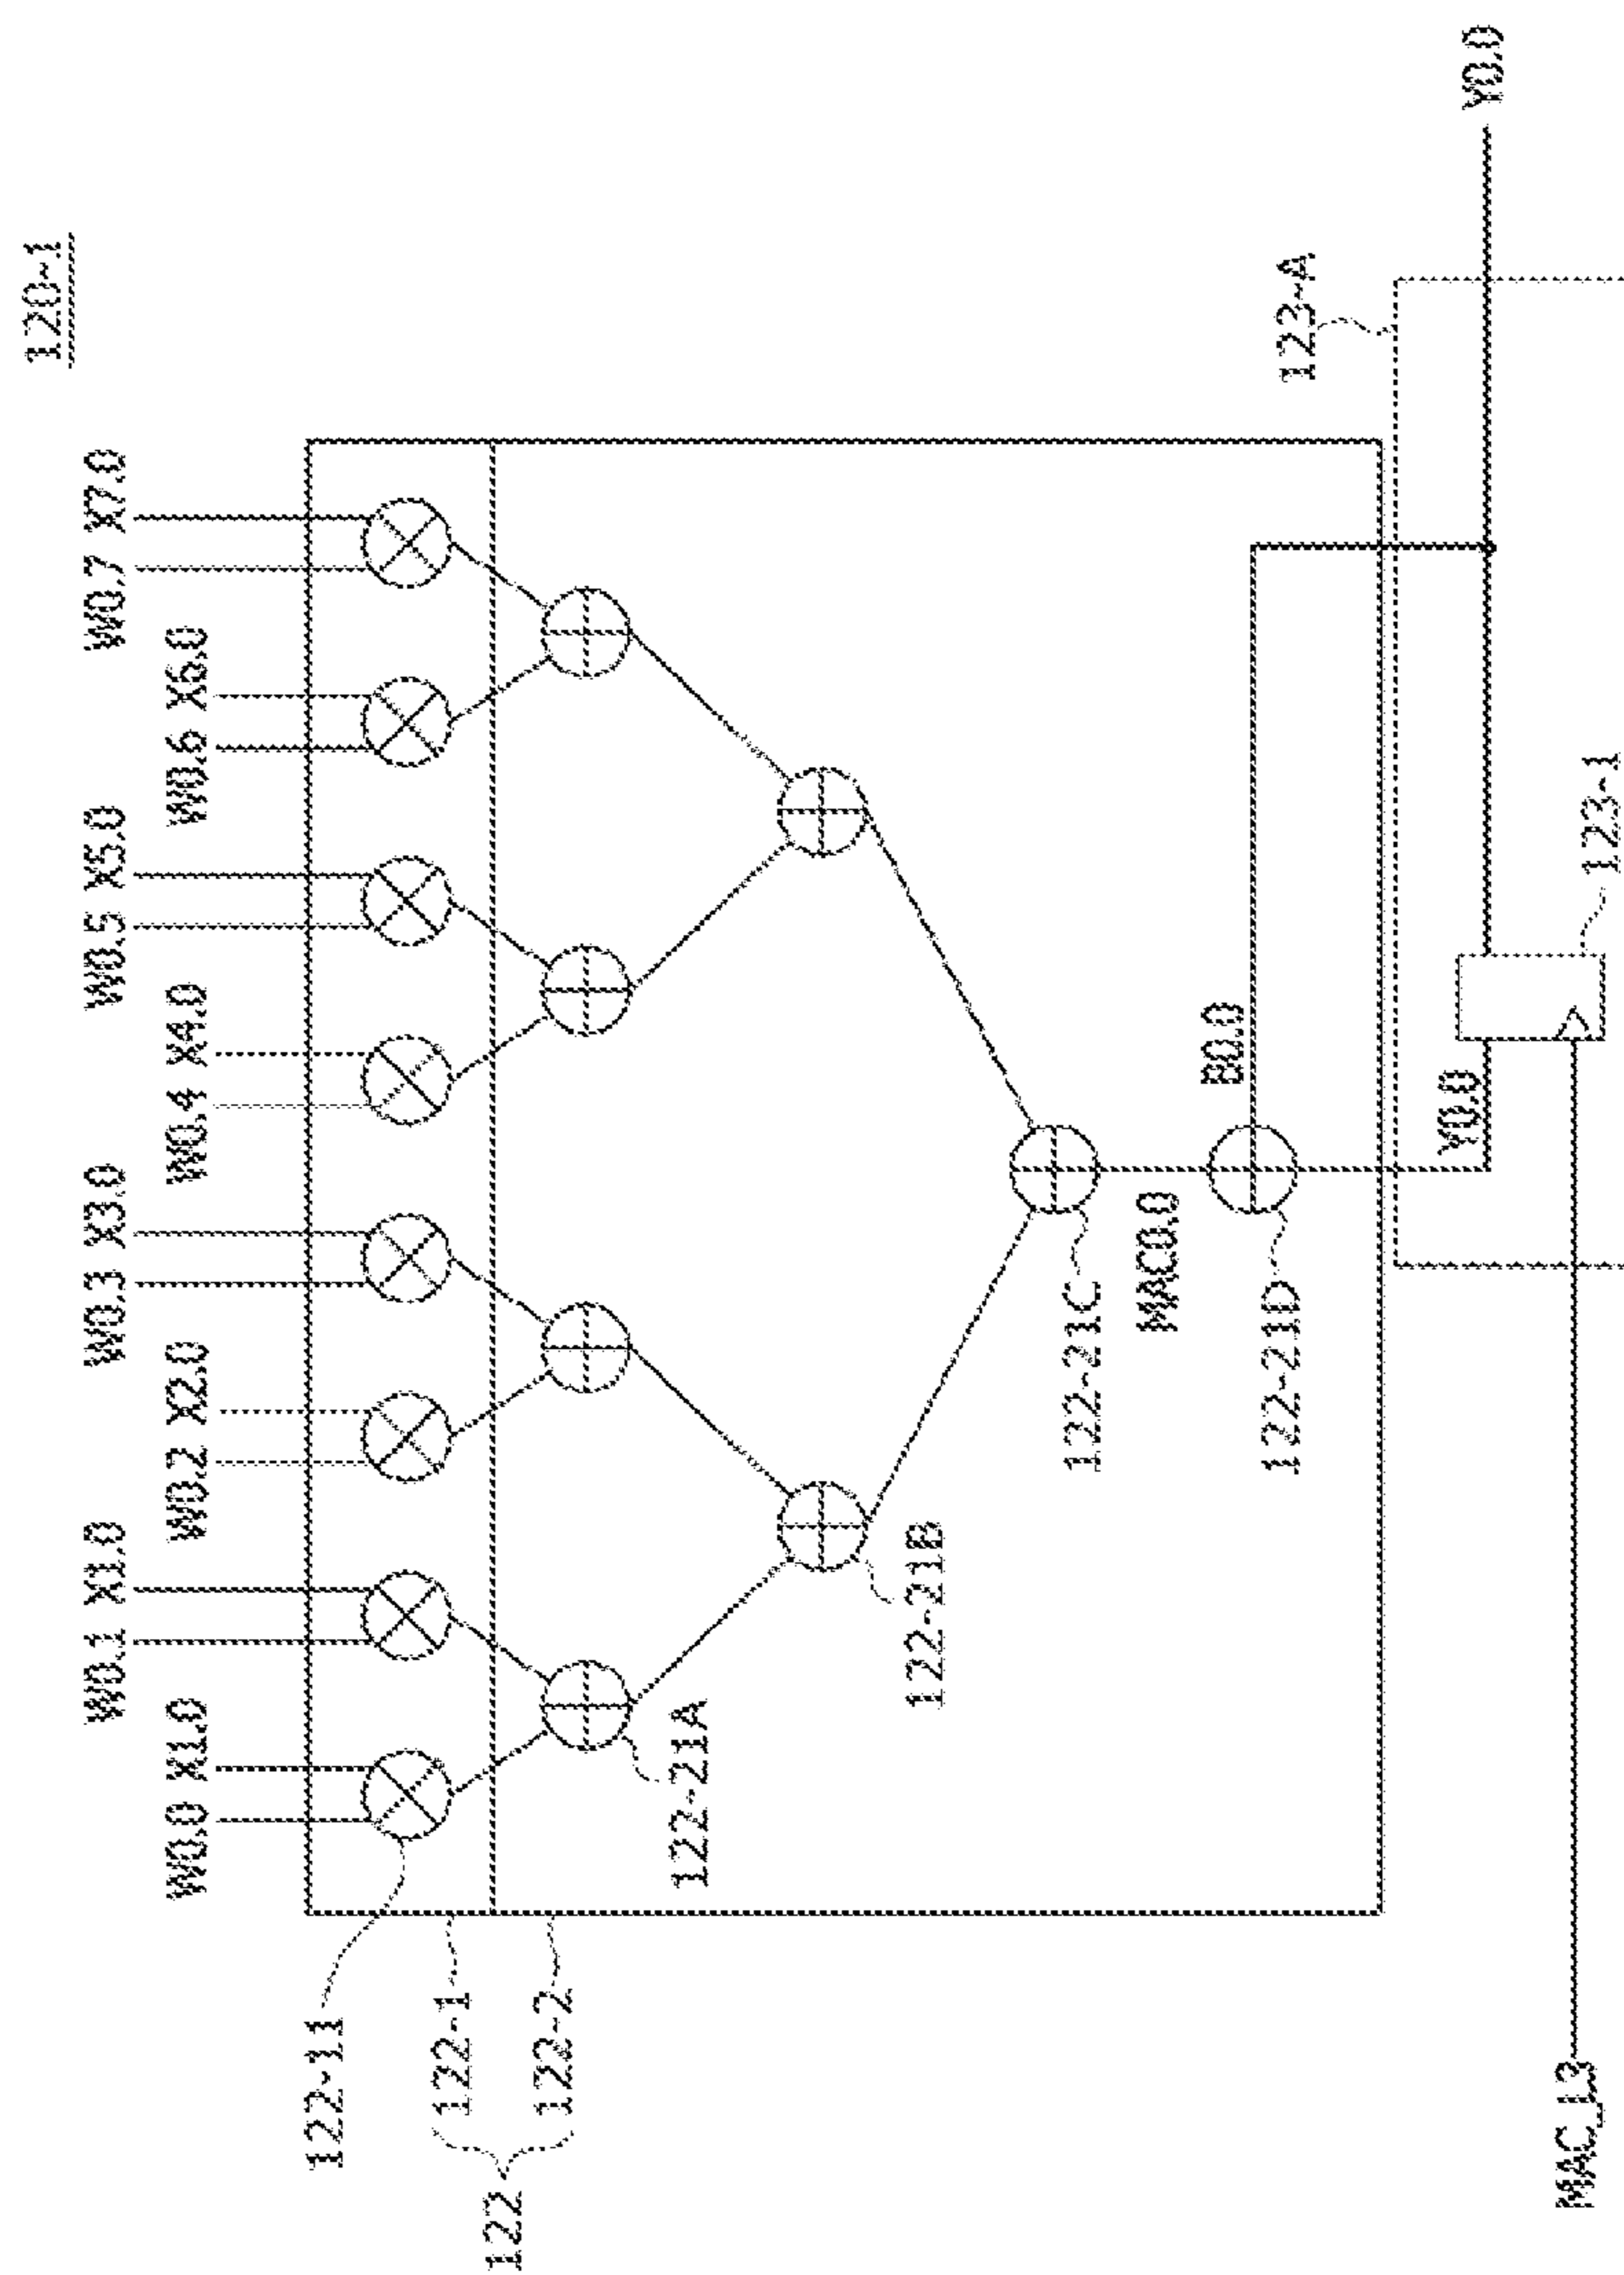 120-1
W0.1 X1.0
W0.3 X3.0
W0.5 X5.0
W0.7 X7.0
W0.0 X1.0
W0.2 X2.0
W0.4 X4.0
W0.6 X6.0
122-11
122
122-1
122-2
122-21A
122-21B
122-21C
MAC0.0
B0.0
122-21D
123-A
Y0.0
Y0.0
MAC_L3
123-1